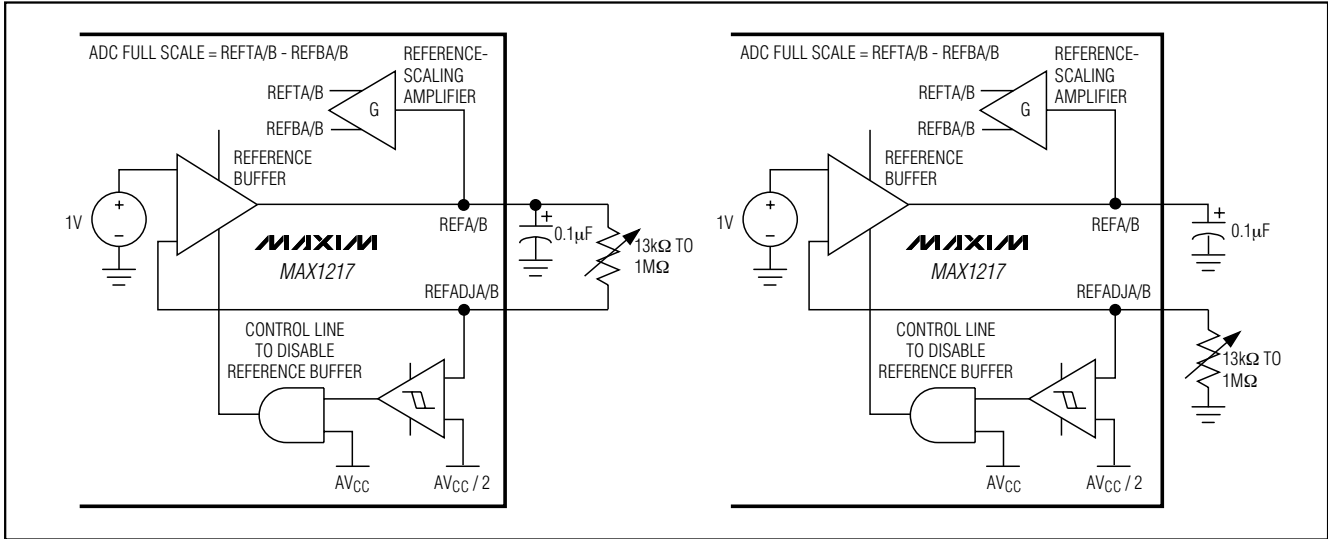 ADC FULL SCALE = REFTA/B - REFBA/B
REFERENCE-
SCALING
AMPLIFIER
REFTA/B
REFBA/B
G
REFERENCE
BUFFER
1V
+
−
REFA/B
+
0.1µF
MAXIM
MAX1217
13kΩ TO
1MΩ
REFADJA/B
CONTROL LINE
TO DISABLE
REFERENCE BUFFER
AVCC
AVCC / 2
ADC FULL SCALE = REFTA/B - REFBA/B
REFERENCE-
SCALING
AMPLIFIER
REFTA/B
REFBA/B
G
REFERENCE
BUFFER
1V
+
−
REFA/B
+
0.1µF
MAXIM
MAX1217
REFADJA/B
13kΩ TO
1MΩ
CONTROL LINE
TO DISABLE
REFERENCE BUFFER
AVCC
AVCC / 2